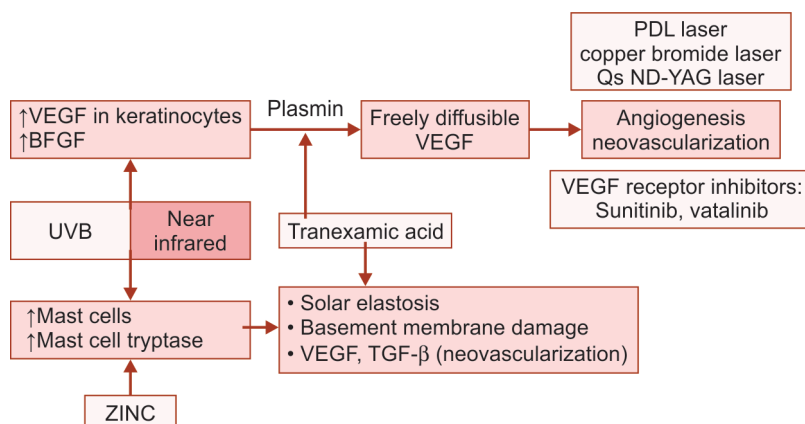 PDL laser
copper bromide laser
Qs ND-YAG laser
↑VEGF in keratinocytes
↑BFGF
Plasmin
Freely diffusible
VEGF
Angiogenesis
neovascularization
VEGF receptor inhibitors:
Sunitinib, vatalinib
UVB
Near
infrared
Tranexamic acid
↑Mast cells
↑Mast cell tryptase
• Solar elastosis
• Basement membrane damage
• VEGF, TGF-β (neovascularization)
ZINC